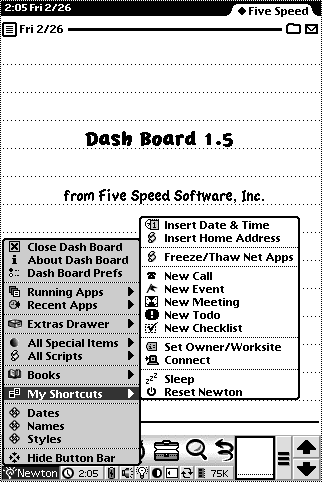 2:05 Fri 2/26
Five Speed
Fri 2/26
Dash Board 1.5
from Five Speed Software, Inc.
Close Dash Board
About Dash Board
Dash Board Prefs
Running Apps
Recent Apps
Extras Drawer
All Special Items
All Scripts
Books
My Shortcuts
Dates
Names
Styles
Hide Button Bar
Insert Date & Time
Insert Home Address
Freeze/Thaw Net Apps
New Call
New Event
New Meeting
New Todo
New Checklist
Set Owner/Worksite
Connect
Sleep
Reset Newton
Newton
2:05
75K